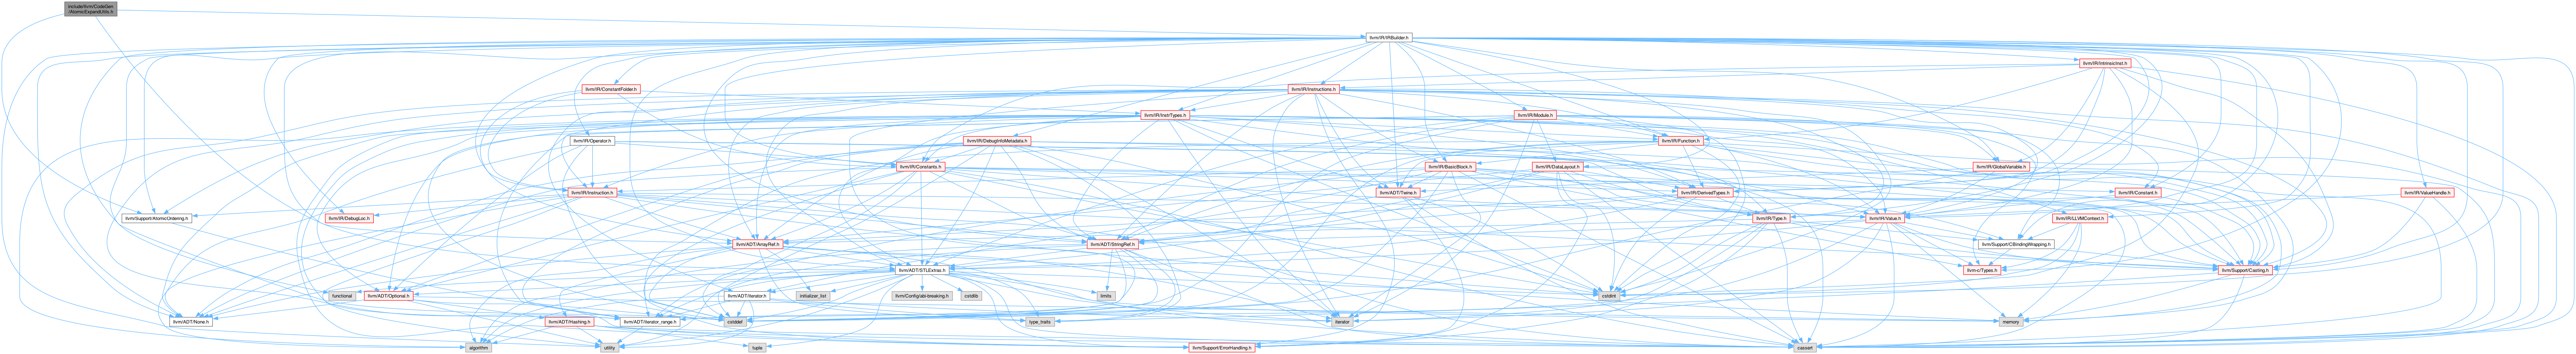 include/llvm/CodeGen
/AtomicExpandUtils.h
llvm/IR/IRBuilder.h
llvm/IR/IntrinsicInst.h
llvm/IR/ConstantFolder.h
llvm/IR/Instructions.h
llvm/IR/InstrTypes.h
llvm/IR/Module.h
llvm/IR/Operator.h
llvm/IR/DebugInfoMetadata.h
llvm/IR/Function.h
llvm/IR/Constants.h
llvm/IR/BasicBlock.h
llvm/IR/DataLayout.h
llvm/IR/GlobalVariable.h
llvm/IR/Instruction.h
llvm/ADT/Twine.h
llvm/IR/DerivedTypes.h
llvm/IR/Constant.h
llvm/IR/ValueHandle.h
llvm/Support/AtomicOrdering.h
llvm/IR/DebugLoc.h
llvm/IR/Type.h
llvm/IR/Value.h
llvm/IR/LLVMContext.h
llvm/ADT/ArrayRef.h
llvm/ADT/StringRef.h
llvm/Support/CBindingWrapping.h
llvm/ADT/STLExtras.h
llvm-c/Types.h
llvm/Support/Casting.h
functional
llvm/ADT/Optional.h
llvm/ADT/iterator.h
initializer_list
llvm/Config/abi-breaking.h
cstdlib
limits
cstdint
llvm/ADT/None.h
llvm/ADT/Hashing.h
llvm/ADT/iterator_range.h
cstddef
type_traits
iterator
memory
algorithm
utility
tuple
llvm/Support/ErrorHandling.h
cassert